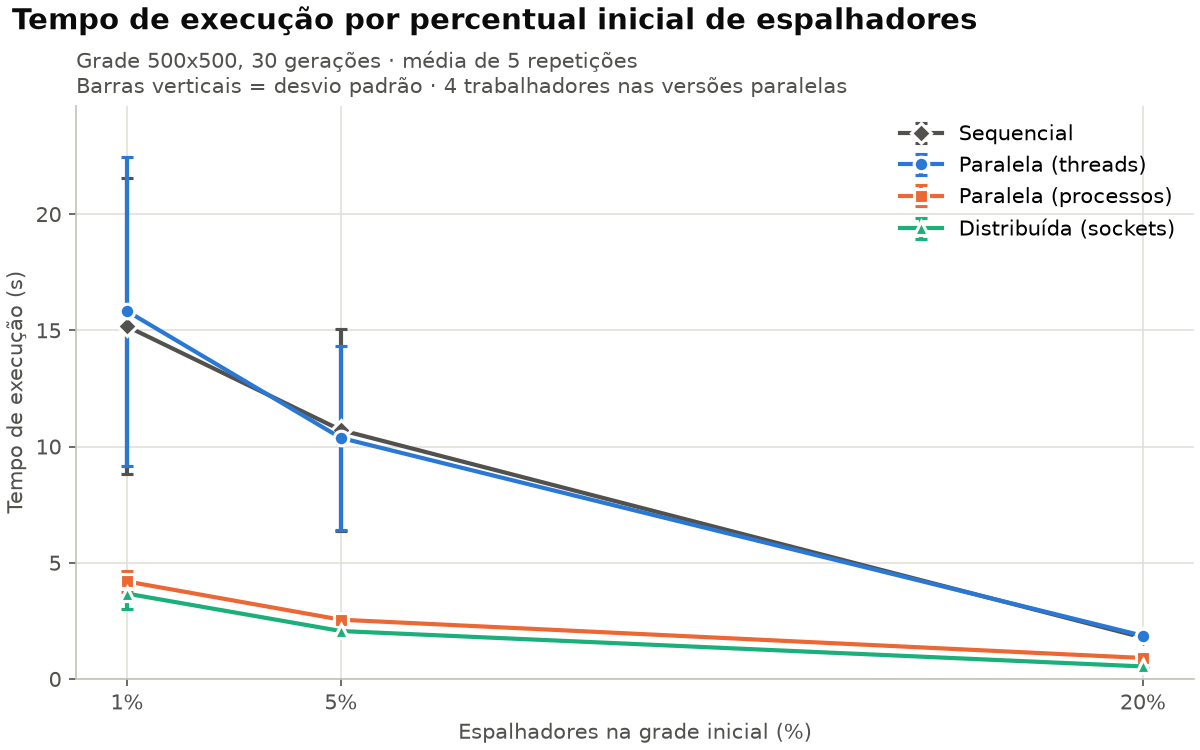 Tempo de execução por percentual inicial de espalhadores
Grade 500x500, 30 gerações · média de 5 repetições
Barras verticais = desvio padrão · 4 trabalhadores nas versões paralelas
Sequencial
Paralela (threads)
Paralela (processos)
Distribuída (sockets)
Tempo de execução (s)
20
15
10
5
0
1%
5%
20%
Espalhadores na grade inicial (%)